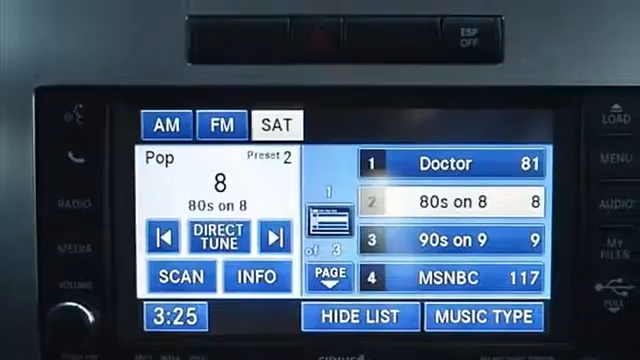 ESP OFF
AM FM SAT
LOAD
Pop Preset 2
8
80s on 8
1 Doctor 81
2 80s on 8 8
3 90s on 9 9
4 MSNBC 117
1
of 3
PAGE
DIRECT TUNE
SCAN INFO
3:25 HIDE LIST MUSIC TYPE
RADIO
MEDIA
VOLUME
MENU
AUDIO
MY FILES
SIRIUS